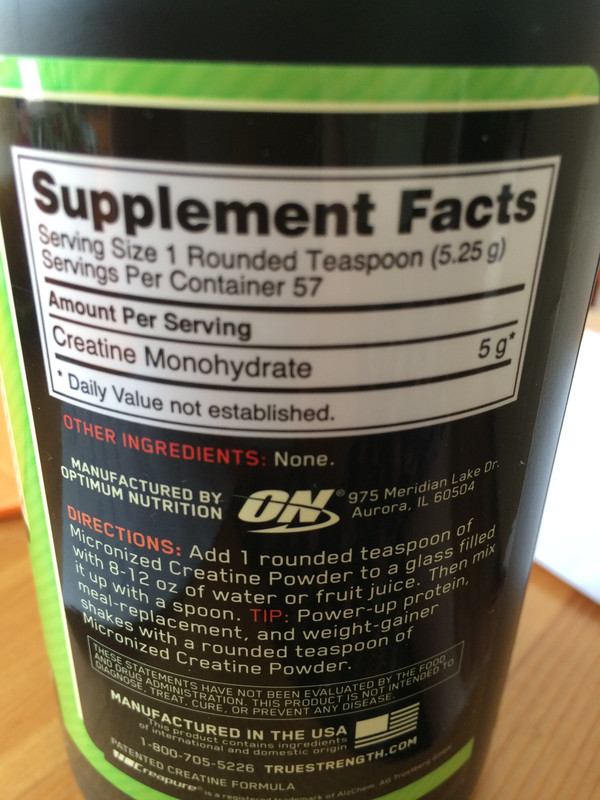 Supplement Facts
Serving Size 1 Rounded Teaspoon (5.25 g)
Servings Per Container 57
Amount Per Serving
Creatine Monohydrate 5 g*
* Daily Value not established.
OTHER INGREDIENTS: None.
MANUFACTURED BY
OPTIMUM NUTRITION
ON®
975 Meridian Lake Dr.
Aurora, IL 60504
DIRECTIONS: Add 1 rounded teaspoon of
Micronized Creatine Powder to a glass filled
with 8-12 oz of water or fruit juice. Then mix
it up with a spoon. TIP: Power-up protein,
meal-replacement, and weight-gainer
shakes with a rounded teaspoon of
Micronized Creatine Powder.
THESE STATEMENTS HAVE NOT BEEN EVALUATED BY THE FOOD
AND DRUG ADMINISTRATION. THIS PRODUCT IS NOT INTENDED TO
DIAGNOSE, TREAT, CURE, OR PREVENT ANY DISEASE.
MANUFACTURED IN THE USA
This product contains ingredients
of international and domestic origin
1-800-705-5226 TRUESTRENGTH.COM
PATENTED CREATINE FORMULA
Creapure® is a registered trademark of AlzChem. AG